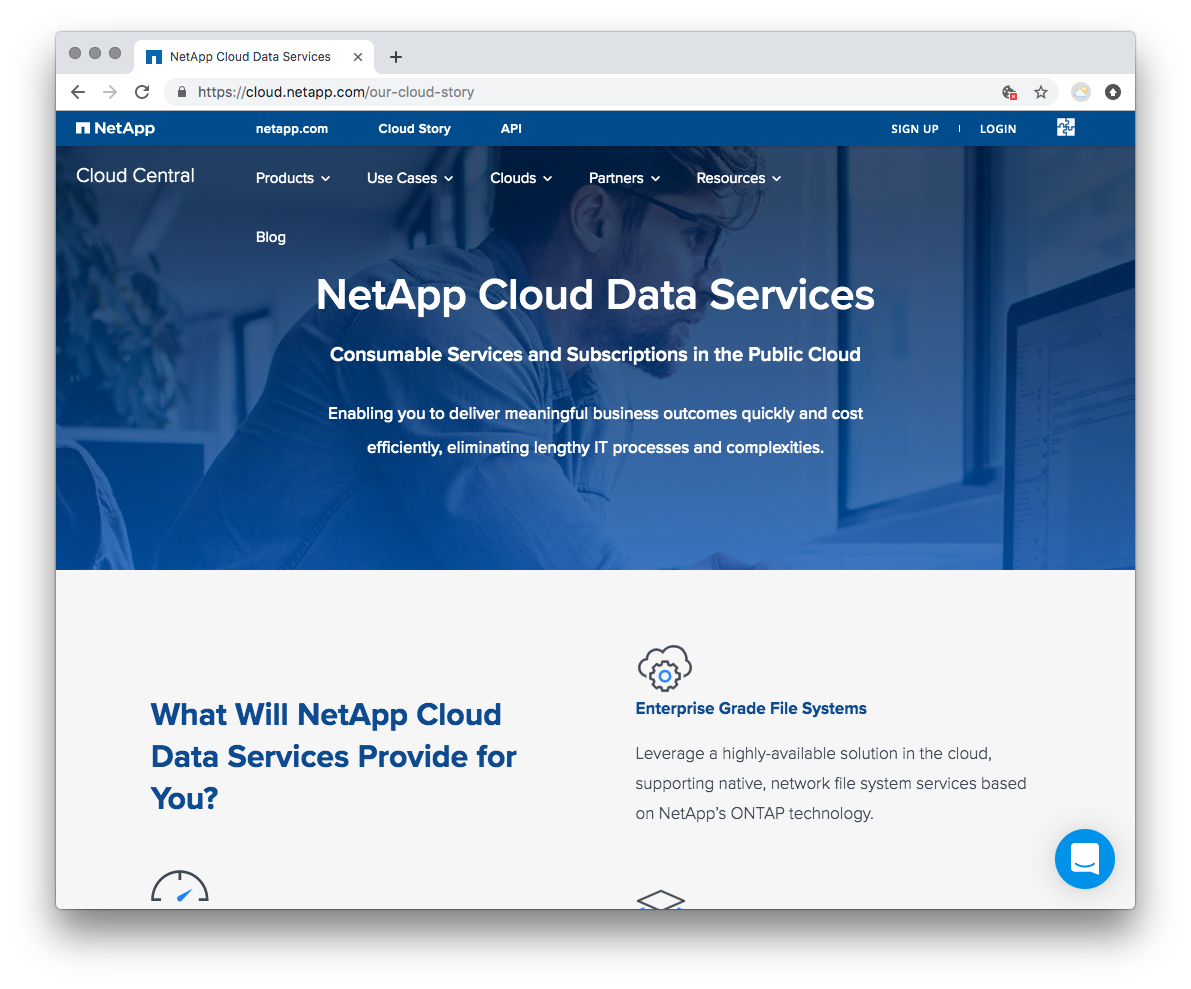 NetApp Cloud Data Services
https://cloud.netapp.com/our-cloud-story
NetApp
netapp.com
Cloud Story
API
SIGN UP
LOGIN
Cloud Central
Products
Use Cases
Clouds
Partners
Resources
Blog
NetApp Cloud Data Services
Consumable Services and Subscriptions in the Public Cloud
Enabling you to deliver meaningful business outcomes quickly and cost
efficiently, eliminating lengthy IT processes and complexities.
What Will NetApp Cloud
Data Services Provide for
You?
Enterprise Grade File Systems
Leverage a highly-available solution in the cloud,
supporting native, network file system services based
on NetApp’s ONTAP technology.